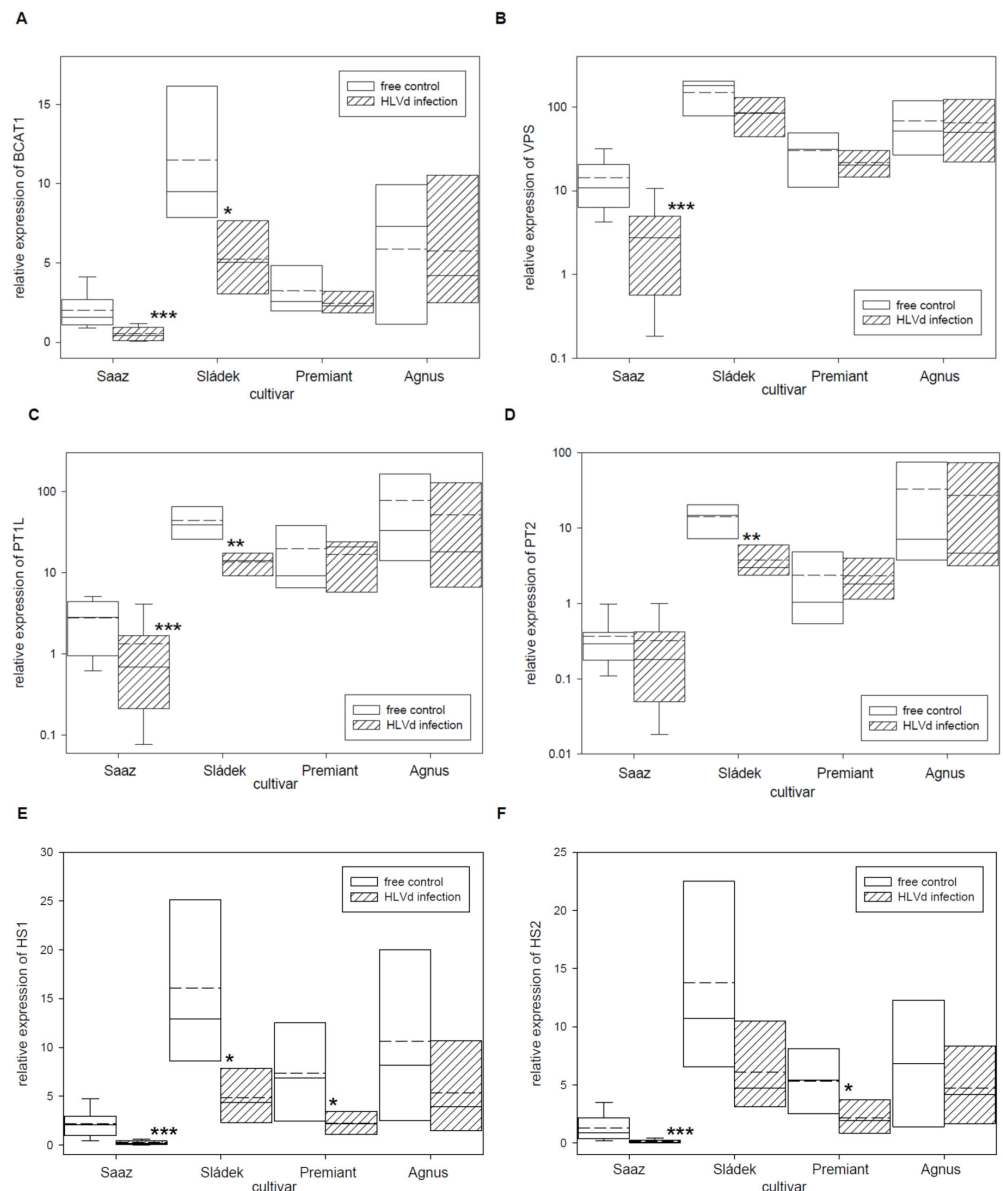 A
relative expression of BCAT1
15
10
5
0
free control
HLVd infection
*
***
Saaz
Sládek
Premiant
Agnus
cultivar
B
relative expression of VPS
100
10
1
0.1
***
free control
HLVd infection
Saaz
Sládek
Premiant
Agnus
cultivar
C
relative expression of PT1L
100
10
1
0.1
**
***
free control
HLVd infection
Saaz
Sládek
Premiant
Agnus
cultivar
D
relative expression of PT2
100
10
1
0.1
0.01
**
free control
HLVd infection
Saaz
Sládek
Premiant
Agnus
cultivar
E
relative expression of HS1
30
25
20
15
10
5
0
free control
HLVd infection
*
*
***
Saaz
Sládek
Premiant
Agnus
cultivar
F
relative expression of HS2
25
20
15
10
5
0
free control
HLVd infection
*
***
Saaz
Sládek
Premiant
Agnus
cultivar